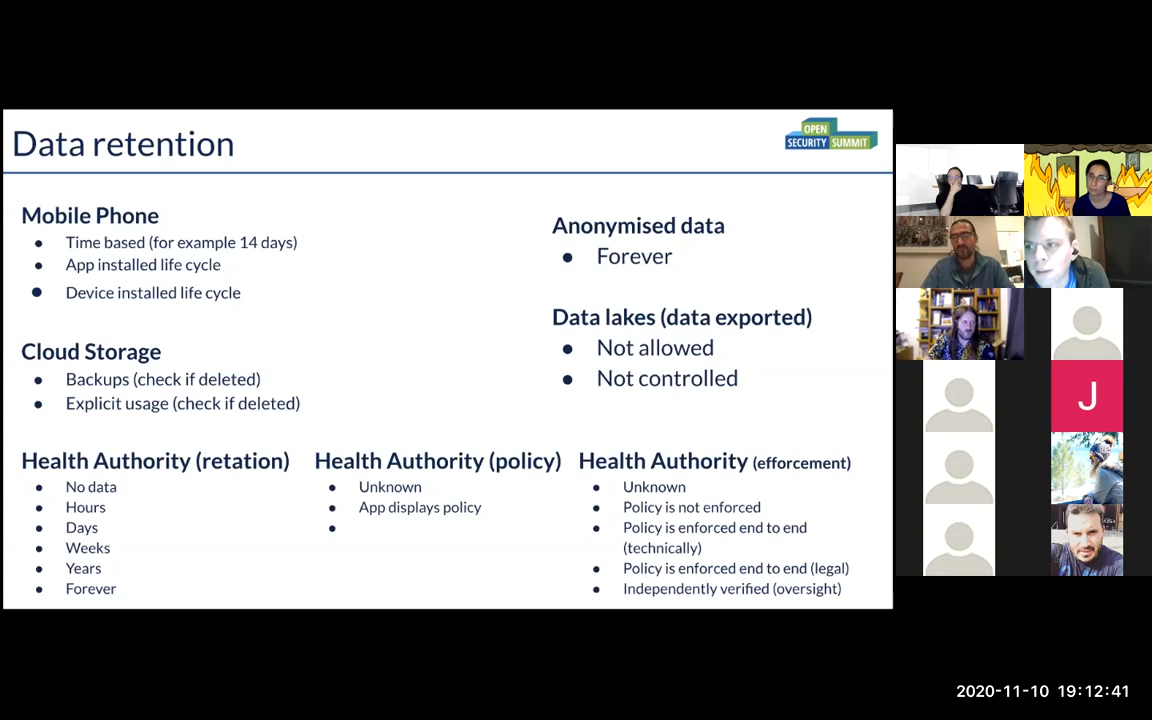 Data retention
OPEN
SECURITY SUMMIT
Mobile Phone
● Time based (for example 14 days)
● App installed life cycle
● Device installed life cycle
Cloud Storage
● Backups (check if deleted)
● Explicit usage (check if deleted)
Anonymised data
● Forever
Data lakes (data exported)
● Not allowed
● Not controlled
Health Authority (retation)
● No data
● Hours
● Days
● Weeks
● Years
● Forever
Health Authority (policy)
● Unknown
● App displays policy
●
Health Authority (efforcement)
● Unknown
● Policy is not enforced
● Policy is enforced end to end
(technically)
● Policy is enforced end to end (legal)
● Independently verified (oversight)
J
2020-11-10 19:12:41